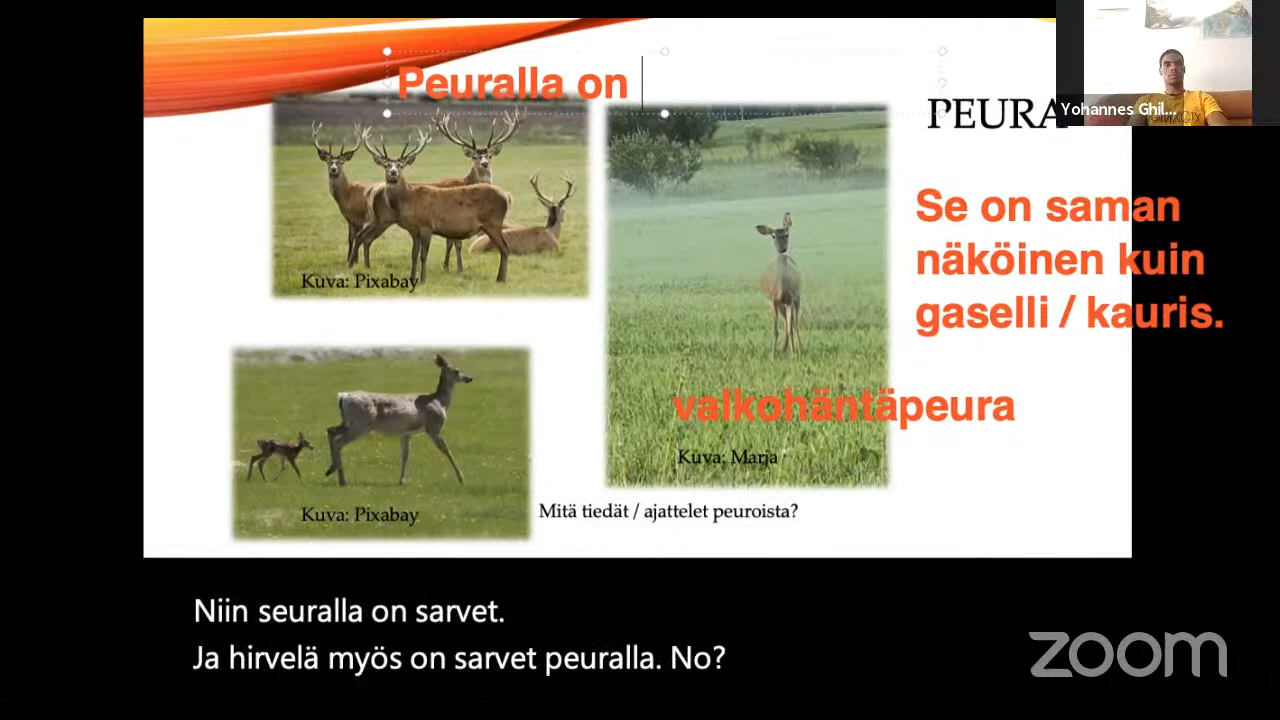 Peuralla on
PEURA
Yohannes Ghil...
Se on saman
näköinen kuin
gaselli / kauris.
Kuva: Pixabay
valkohäntäpeura
Kuva: Marja
Kuva: Pixabay
Mitä tiedät / ajattelet peuroista?
Niin seuralla on sarvet.
Ja hirvelä myös on sarvet peuralla. No?
zoom